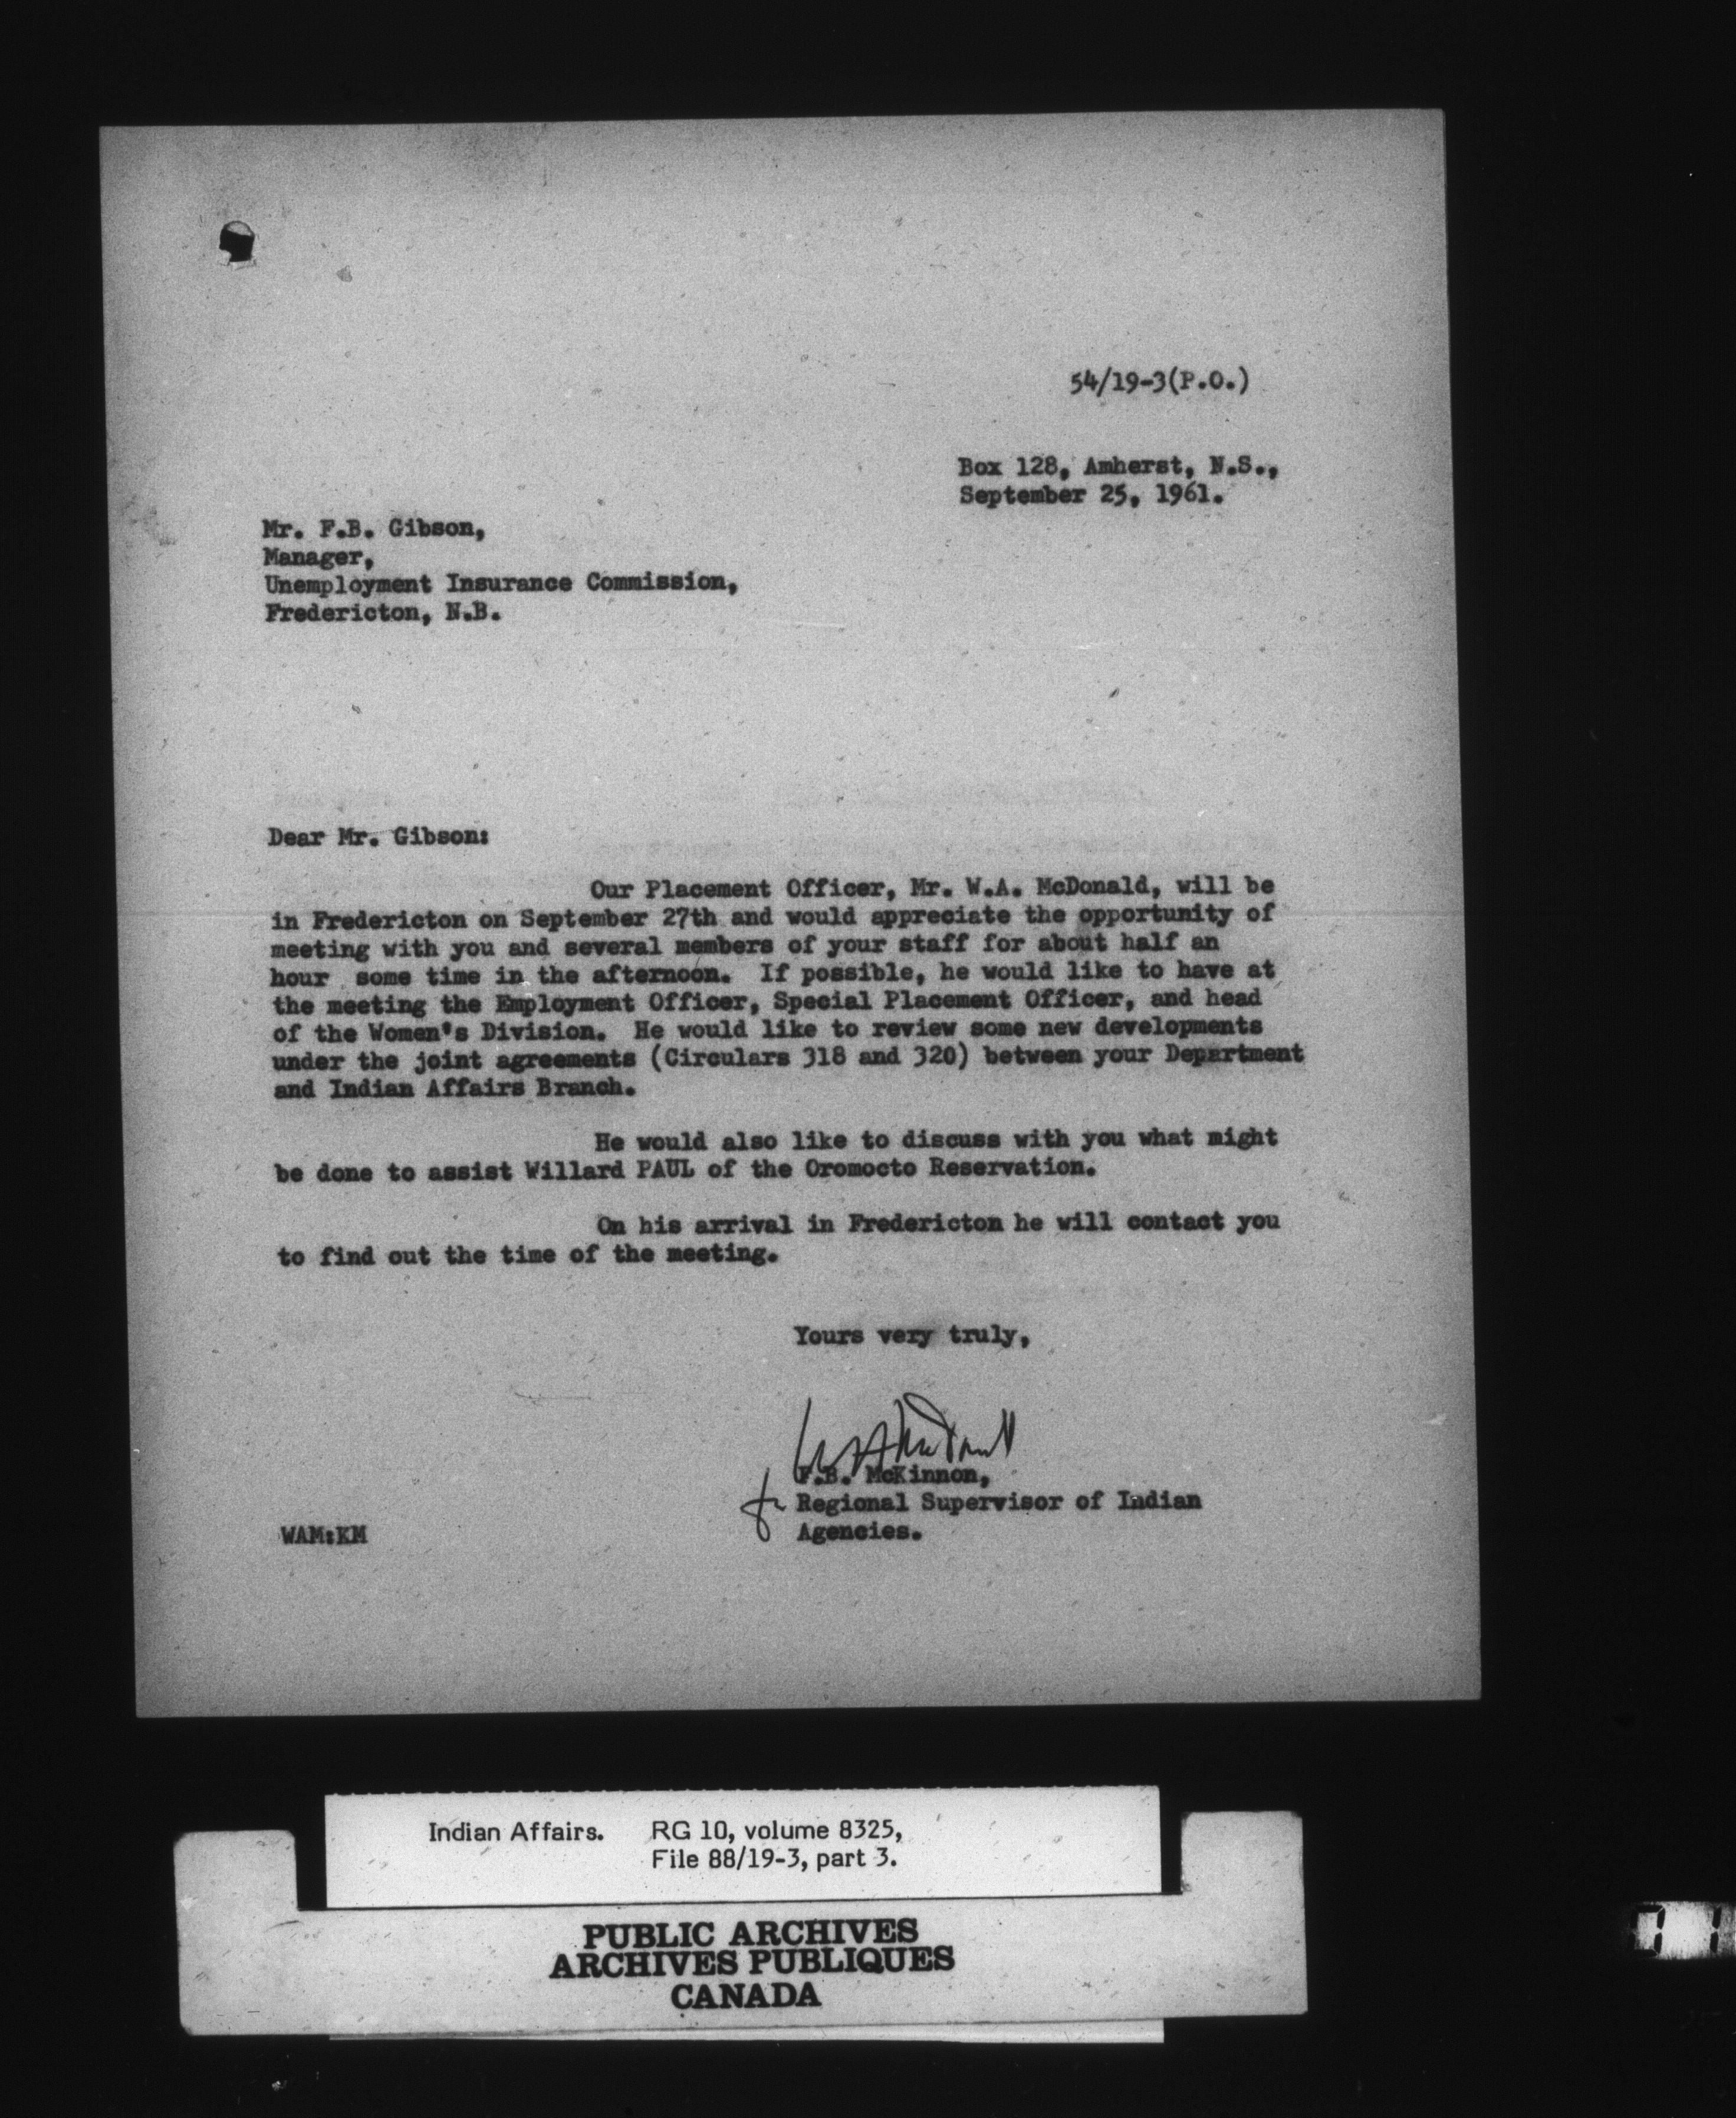 54/19-3(P.O.)
Box 128, Amherst, N.S.,
September 25, 1961.
Mr. F.B. Gibson,
Manager,
Unemployment Insurance Commission,
Fredericton, N.B.
Dear Mr. Gibson:
Our Placement Officer, Mr. W.A. McDonald, will be
in Fredericton on September 27th and would appreciate the opportunity of
meeting with you and several members of your staff for about half an
hour some time in the afternoon. If possible, he would like to have at
the meeting the Employment Officer, Special Placement Officer, and head
of the Women's Division. He would like to review some new developments
under the joint agreements (Circulars 318 and 320) between your Department
and Indian Affairs Branch.
He would also like to discuss with you what might
be done to assist Willard PAUL of the Oromocto Reservation.
On his arrival in Fredericton he will contact you
to find out the time of the meeting.
Yours very truly,
F.B. McKinnon,
Regional Supervisor of Indian
Agencies.
WAM:KM
Indian Affairs. RG 10, volume 8325,
File 88/19-3, part 3.
PUBLIC ARCHIVES
ARCHIVES PUBLIQUES
CANADA